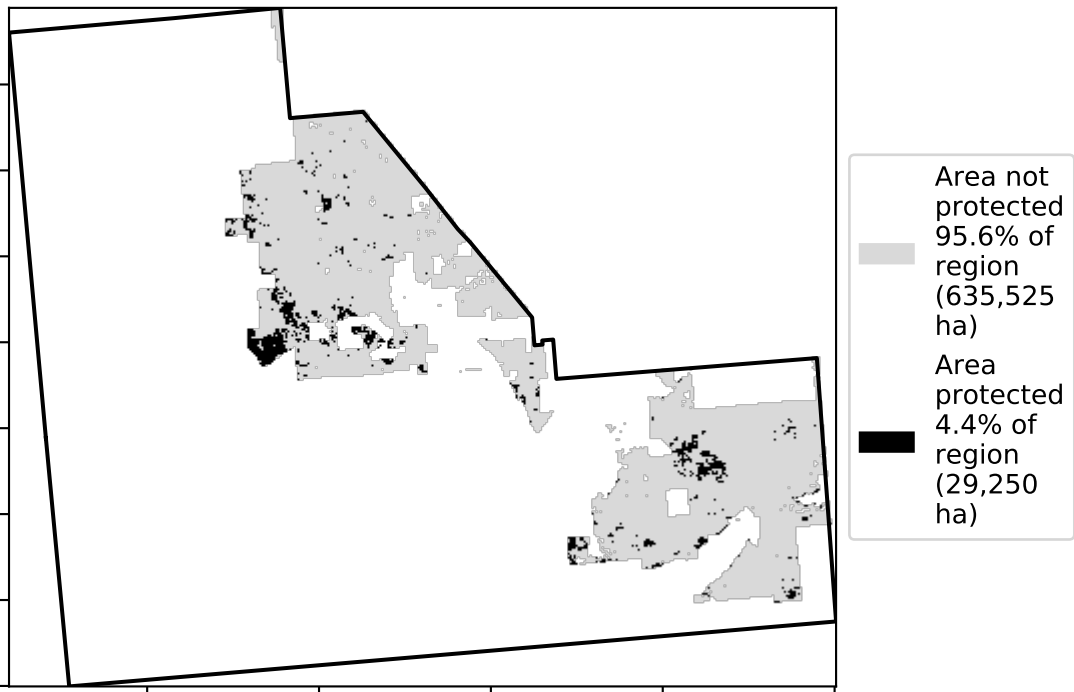 Area not
protected
95.6% of
region
(635,525
ha)
Area
protected
4.4% of
region
(29,250
ha)